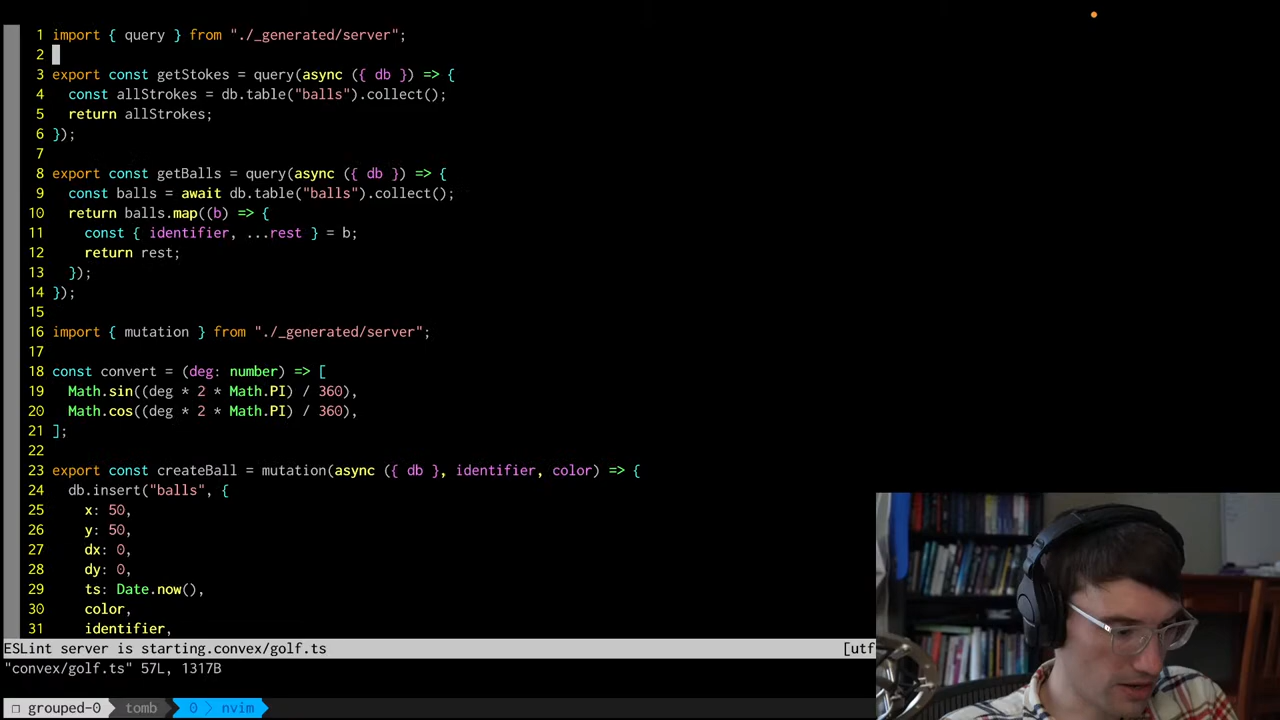 1 import { query } from "./_generated/server";
2
3 export const getStokes = query(async ({ db }) => {
4 const allStrokes = db.table("balls").collect();
5 return allStrokes;
6 });
7
8 export const getBalls = query(async ({ db }) => {
9 const balls = await db.table("balls").collect();
10 return balls.map((b) => {
11 const { identifier, ...rest } = b;
12 return rest;
13 });
14 });
15
16 import { mutation } from "./_generated/server";
17
18 const convert = (deg: number) => [
19 Math.sin((deg * 2 * Math.PI) / 360),
20 Math.cos((deg * 2 * Math.PI) / 360),
21 ];
22
23 export const createBall = mutation(async ({ db }, identifier, color) => {
24 db.insert("balls", {
25 x: 50,
26 y: 50,
27 dx: 0,
28 dy: 0,
29 ts: Date.now(),
30 color,
31 identifier,
ESLint server is starting.convex/golf.ts [utf
"convex/golf.ts" 57L, 1317B
grouped-0 tomb 0 nvim